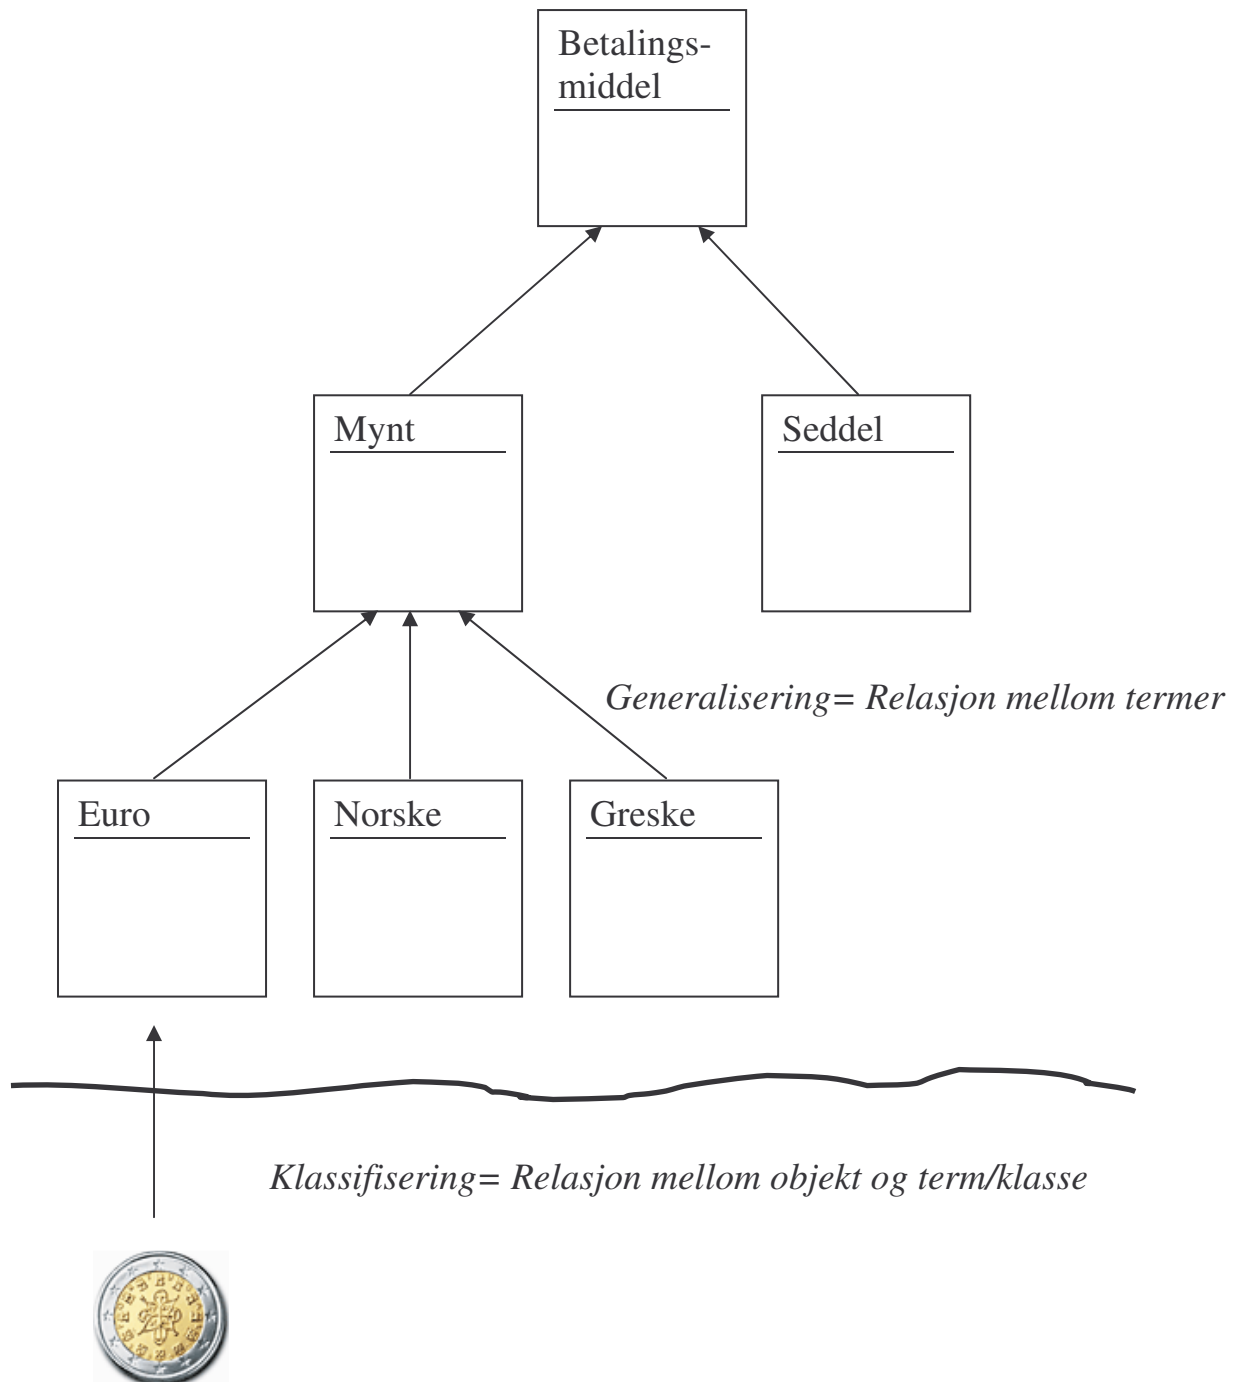 Betalings-
middel
Mynt
Seddel
Generalisering= Relasjon mellom termer
Euro
Norske
Greske
Klassifisering= Relasjon mellom objekt og term/klasse